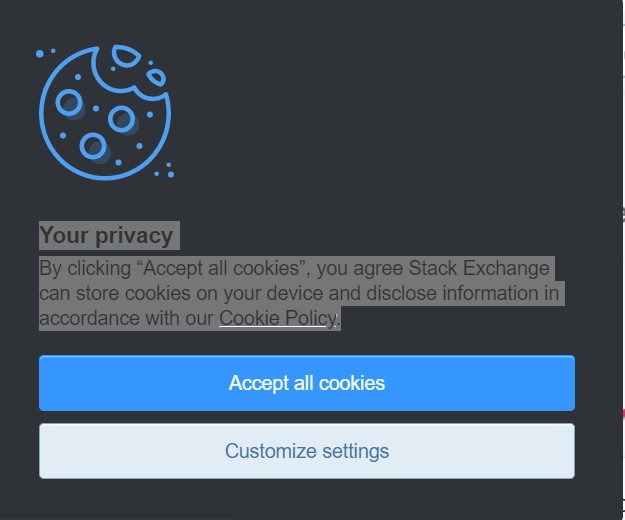 Your privacy
By clicking “Accept all cookies”, you agree Stack Exchange
can store cookies on your device and disclose information in
accordance with our Cookie Policy.
Accept all cookies
Customize settings